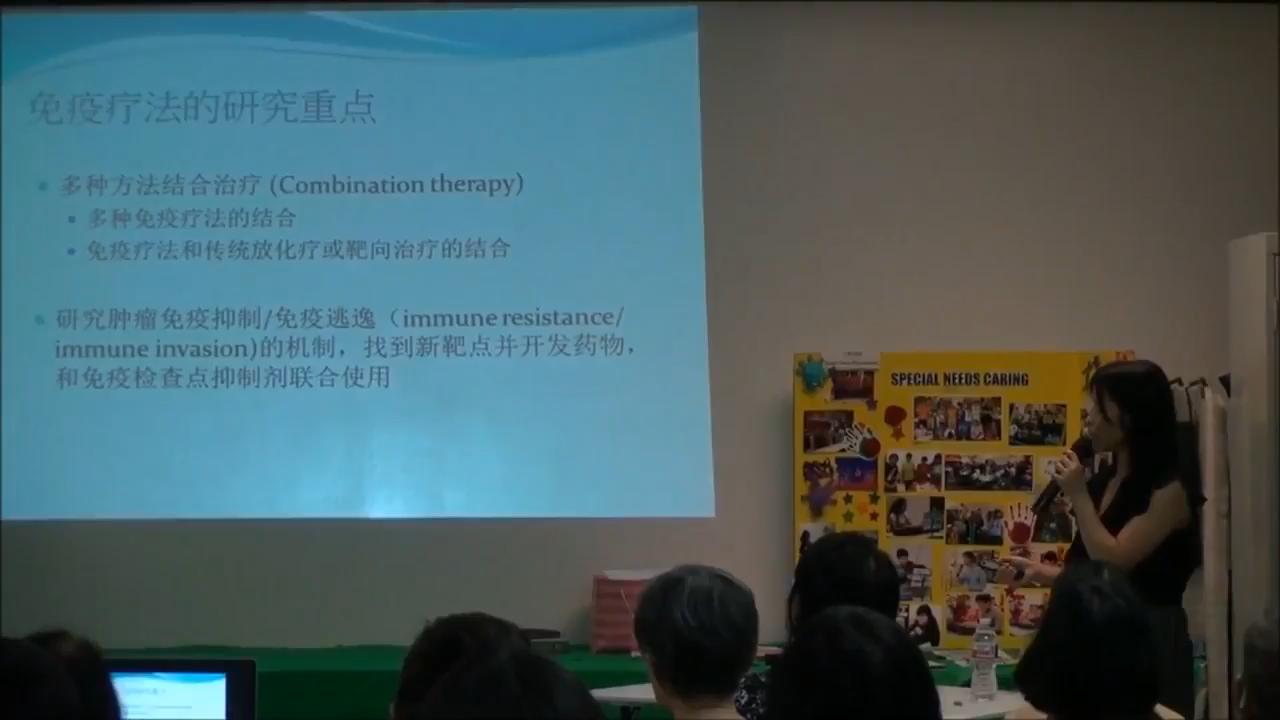 免疫疗法的研究重点
多种方法结合治疗 (Combination therapy)
多种免疫疗法的结合
免疫疗法和传统放化疗或靶向治疗的结合
研究肿瘤免疫抑制/免疫逃逸（immune resistance/
immune invasion)的机制，找到新靶点并开发药物，
和免疫检查点抑制剂联合使用
SPECIAL NEEDS CARING